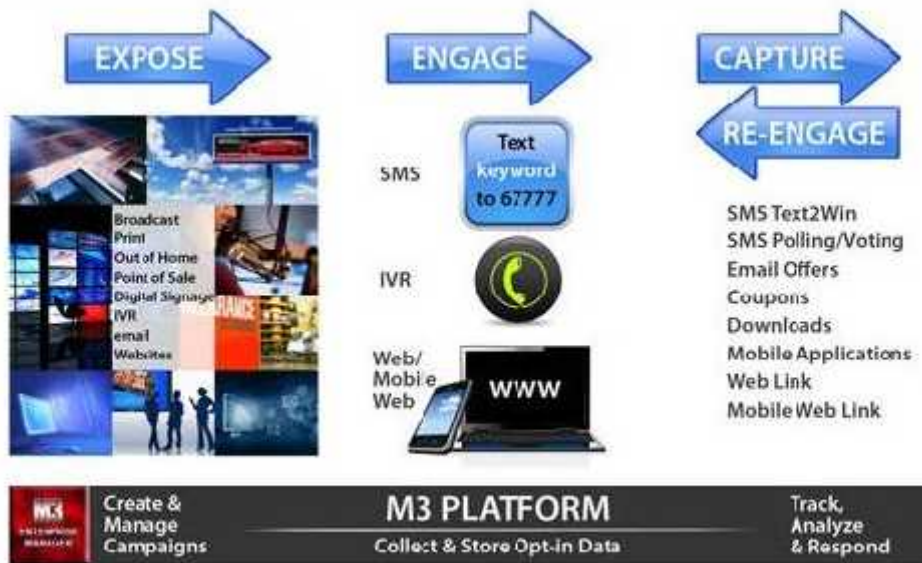 EXPOSE
ENGAGE
CAPTURE
RE-ENGAGE
Broadcast
Print
Out of Home
Point of Sale
Digital Signage
IVR
email
Websites
SMS
Text
keyword
to 67777
IVR
Web/
Mobile
Web
WWW
SMS Text2Win
SMS Polling/Voting
Email Offers
Coupons
Downloads
Mobile Applications
Web Link
Mobile Web Link
M3
ENTERPRISE
MANAGER
Create &
Manage
Campaigns
M3 PLATFORM
Collect & Store Opt-in Data
Track,
Analyze
& Respond